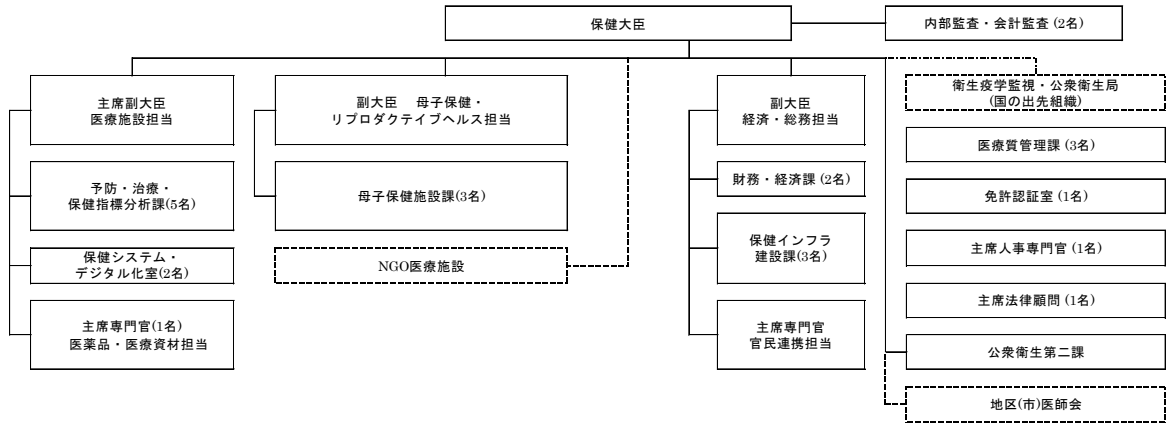 保健大臣
内部監査・会計監査 (2名)
主席副大臣
医療施設担当
予防・治療・
保健指標分析課(5名)
保健システム・
デジタル化室(2名)
主席専門官(1名)
医薬品・医療資材担当
副大臣　母子保健・
リプロダクティブヘルス担当
母子保健施設課(3名)
NGO医療施設
副大臣
経済・総務担当
財務・経済課 (2名)
保健インフラ
建設課(3名)
主席専門官
官民連携担当
衛生疫学監視・公衆衛生局
(国の出先組織)
医療質管理課 (3名)
免許認証室 (1名)
主席人事専門官 (1名)
主席法律顧問 (1名)
公衆衛生第二課
地区(市)医師会